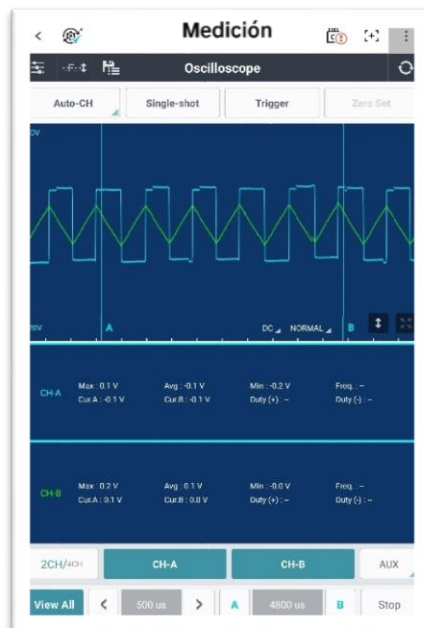 Medición
Oscilloscope
Auto-CH Single-shot Trigger Zero Set
0V
A DC NORMAL B
CH-A Max : 0.1 V Avg : -0.1 V Min : -0.2 V Freq. : --
Cur.A : -0.1 V Cur.B : -0.1 V Duty (+) : -- Duty (-) : --
CH-B Max : 0.2 V Avg : 0.1 V Min : -0.0 V Freq. : --
Cur.A : 0.1 V Cur.B : 0.0 V Duty (+) : -- Duty (-) : --
2CH/4CH CH-A CH-B AUX
View All < 500 us > A 4800 us B Stop